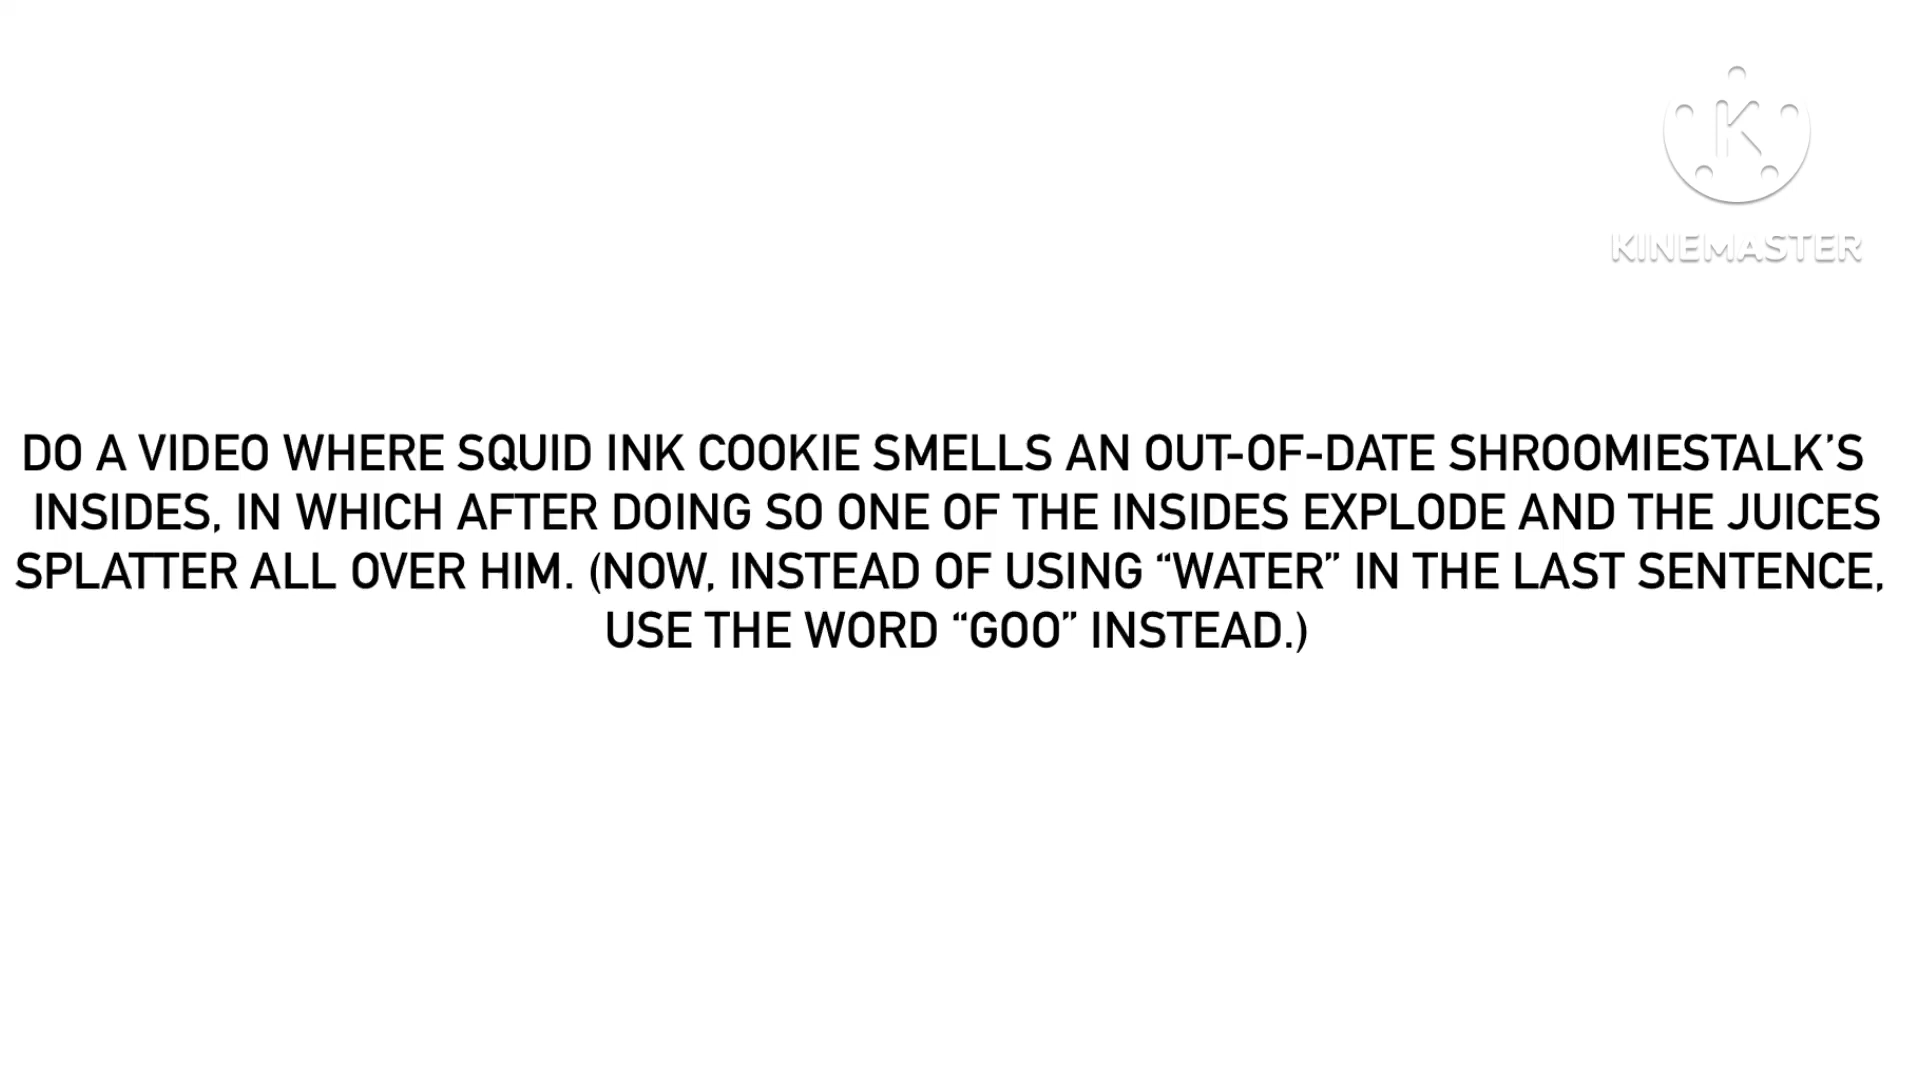 KINEMASTER
DO A VIDEO WHERE SQUID INK COOKIE SMELLS AN OUT-OF-DATE SHROOMIESTALK’S
INSIDES, IN WHICH AFTER DOING SO ONE OF THE INSIDES EXPLODE AND THE JUICES
SPLATTER ALL OVER HIM. (NOW, INSTEAD OF USING “WATER” IN THE LAST SENTENCE,
USE THE WORD “GOO” INSTEAD.)